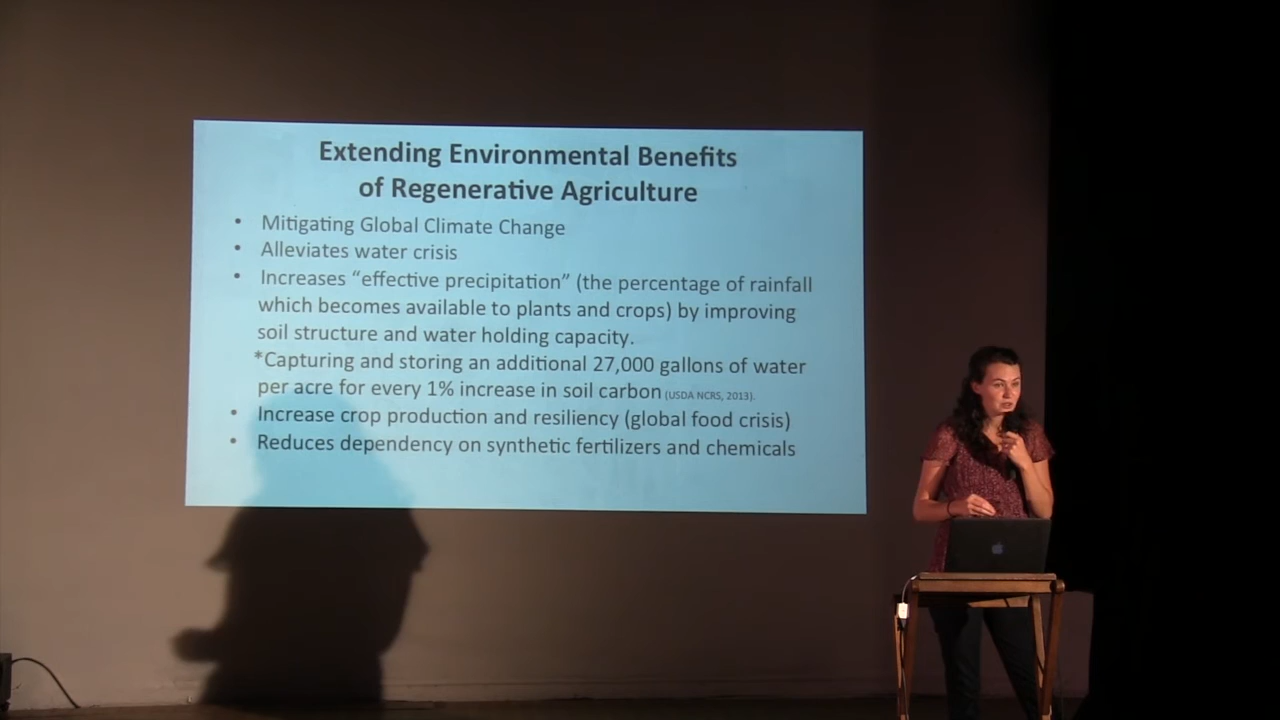 Extending Environmental Benefits
of Regenerative Agriculture
• Mitigating Global Climate Change
• Alleviates water crisis
• Increases “effective precipitation” (the percentage of rainfall
which becomes available to plants and crops) by improving
soil structure and water holding capacity.
*Capturing and storing an additional 27,000 gallons of water
per acre for every 1% increase in soil carbon (USDA NCRS, 2013).
• Increase crop production and resiliency (global food crisis)
• Reduces dependency on synthetic fertilizers and chemicals